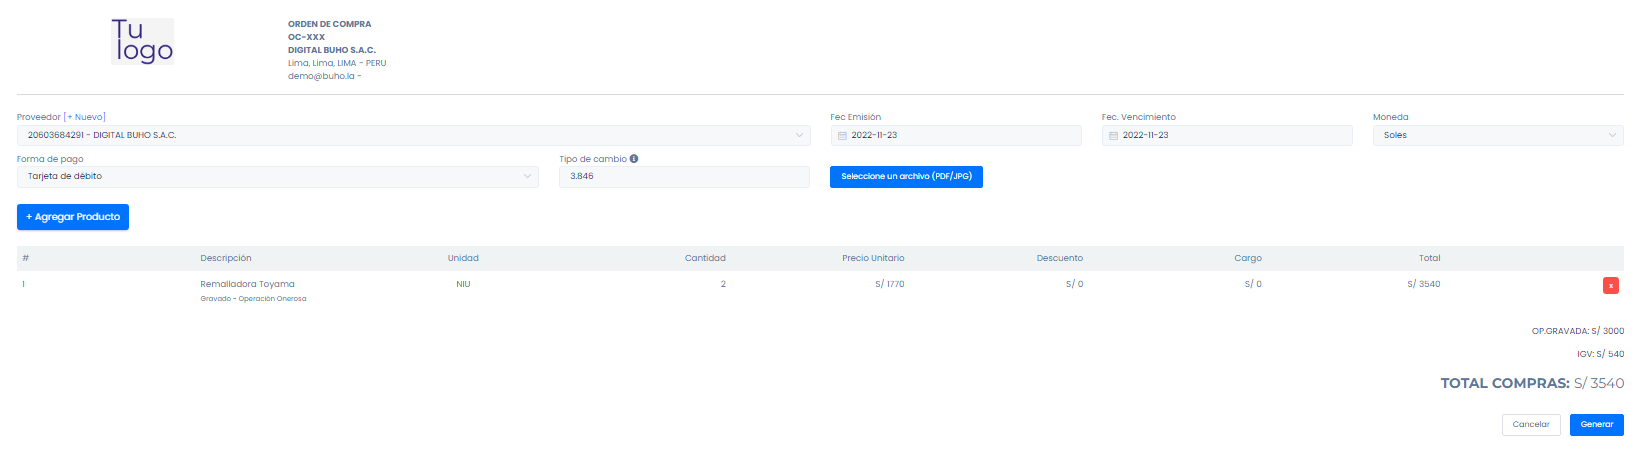 Tu
logo
ORDEN DE COMPRA
OC-XXX
DIGITAL BUHO S.A.C.
Lima, Lima, LIMA - PERU
demo@buho.la -
Proveedor [+ Nuevo] Fec Emisión Fec. Vencimiento Moneda
20603684291 - DIGITAL BUHO S.A.C. 2022-11-23 2022-11-23 Soles
Forma de pago Tipo de cambio
Tarjeta de débito 3.846 Seleccione un archivo (PDF/JPG)
+ Agregar Producto
# Descripción Unidad Cantidad Precio Unitario Descuento Cargo Total
1 Remalladora Toyama NIU 2 S/ 1770 S/ 0 S/ 0 S/ 3540 x
Gravado - Operación Onerosa
OP.GRAVADA: S/ 3000
IGV: S/ 540
TOTAL COMPRAS: S/ 3540
Cancelar Generar